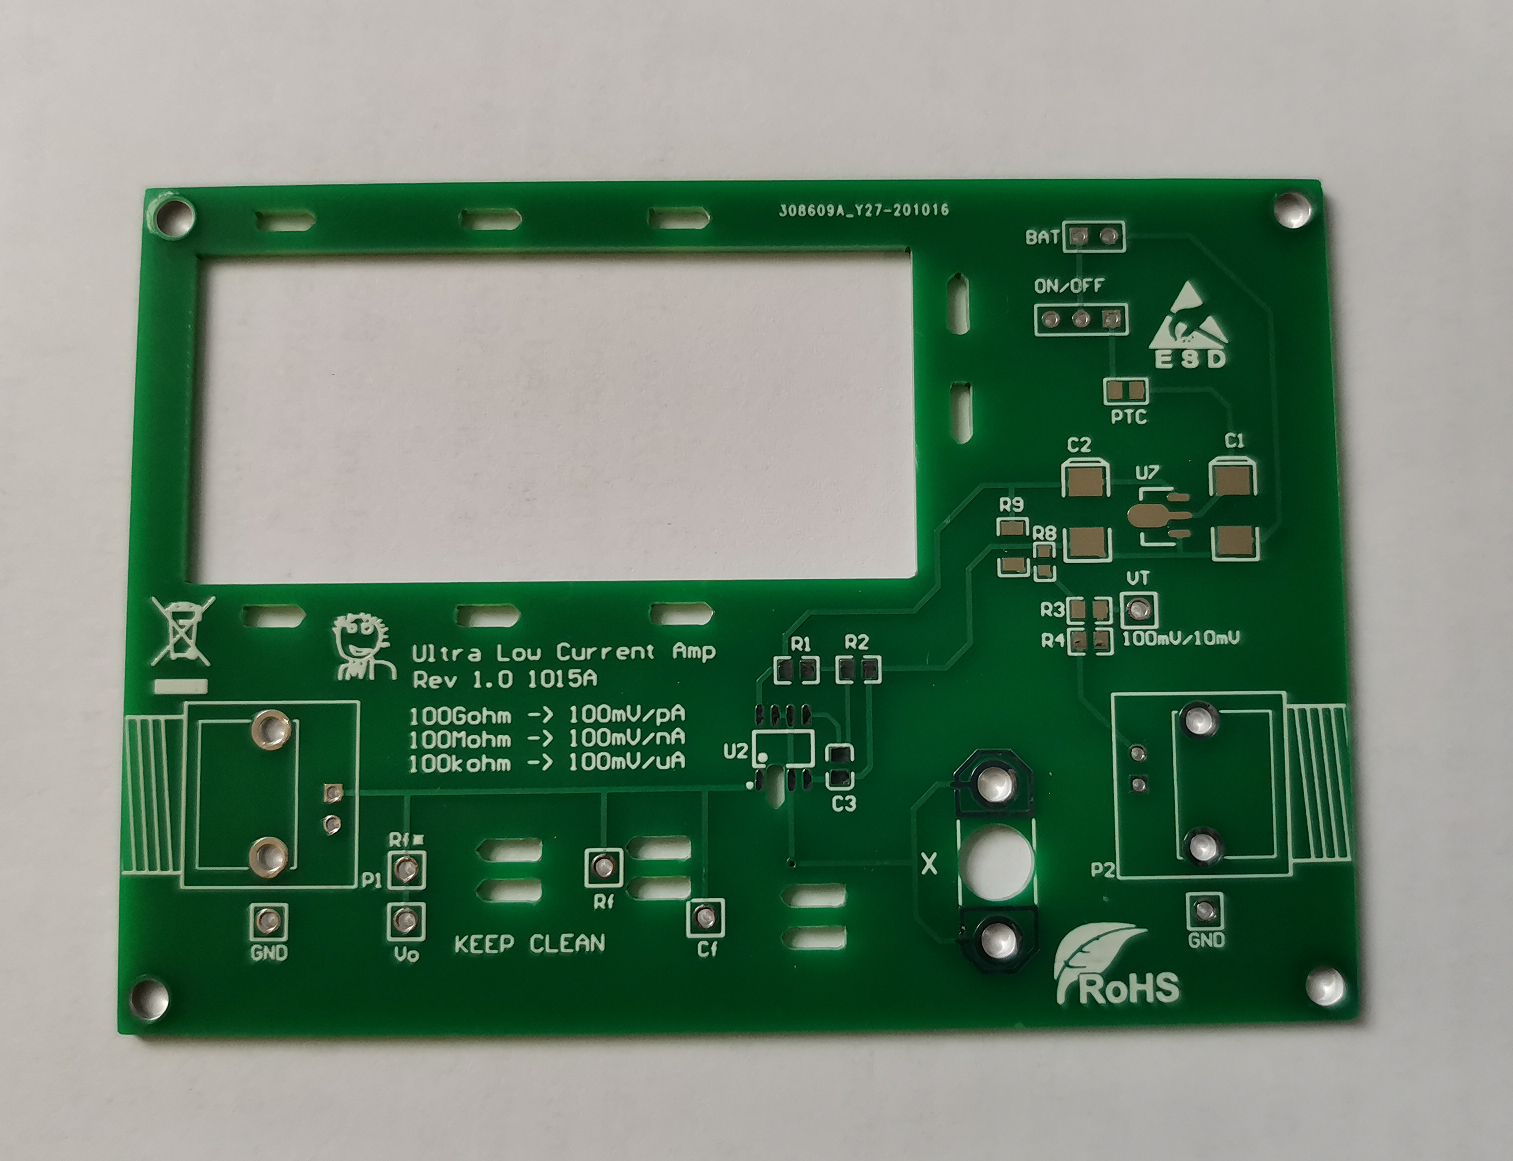 308609A_Y27-201016
BAT
ON/OFF
ESD
PTC
C2
C1
U7
R9
R8
VT
R3
R4
100mV/10mV
Ultra Low Current Amp
Rev 1.0 1015A
R1
R2
100Gohm -> 100mV/pA
100Mohm -> 100mV/nA
100kohm -> 100mV/uA
U2
C3
Rf*
P1
Rf
X
P2
GND
Vo
KEEP CLEAN
Cf
GND
RoHS